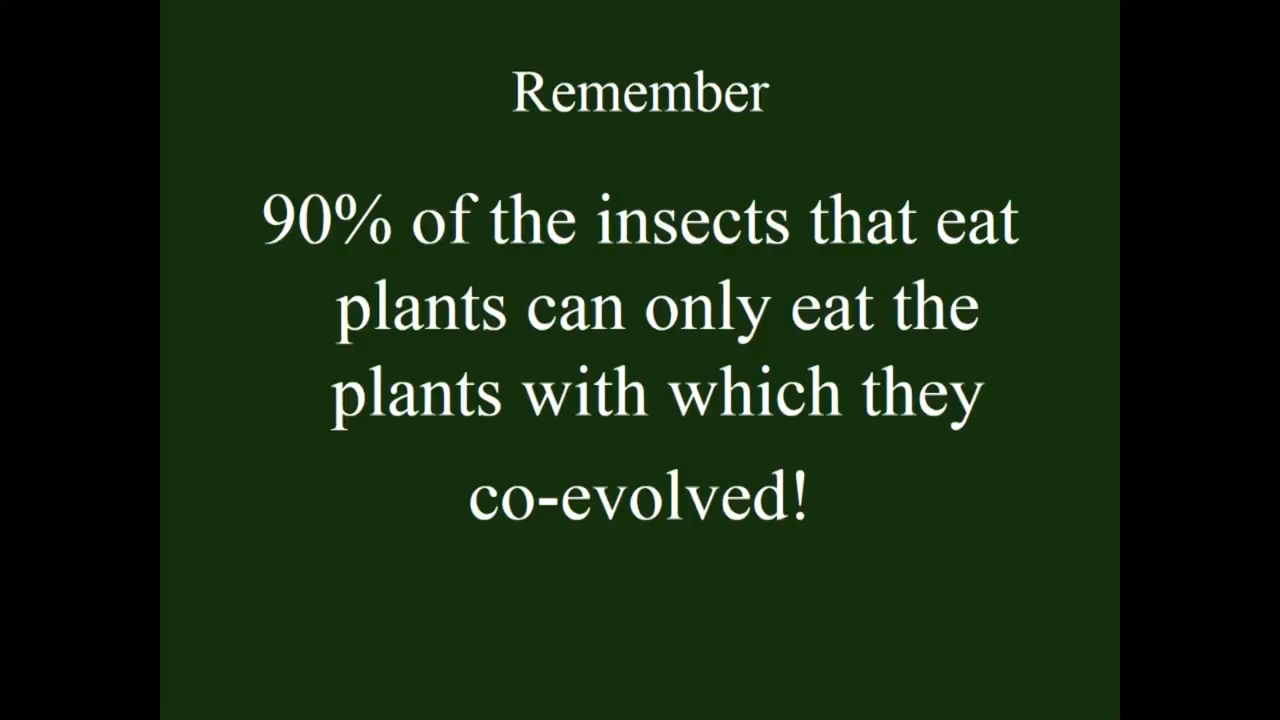 Remember
90% of the insects that eat
plants can only eat the
plants with which they
co-evolved!